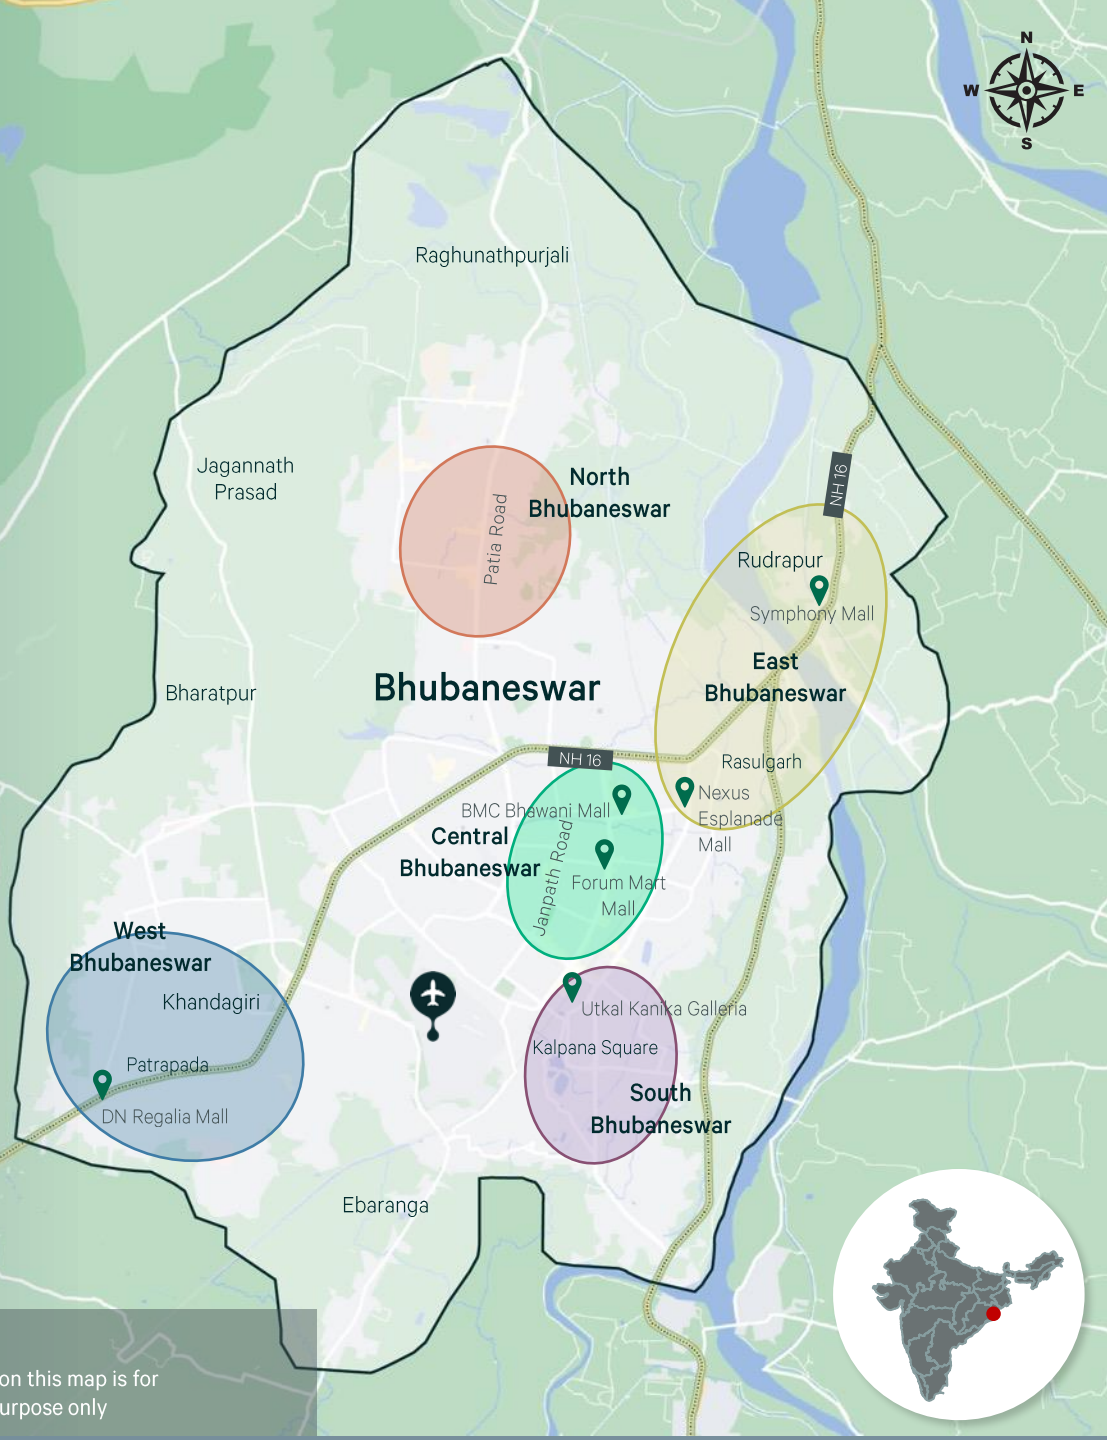 N
W
E
S
Raghunathpurjali
Jagannath
Prasad
NH 16
North
Bhubaneswar
Patia Road
Rudrapur
Symphony Mall
East
Bhubaneswar
Bhubaneswar
Bharatpur
NH 16
Rasulgarh
Nexus
Esplanade
Mall
BMC Bhawani Mall
Central
Bhubaneswar
Janpath Road
Forum Mart
Mall
West
Bhubaneswar
Khandagiri
Utkal Kanika Galleria
Kalpana Square
Patrapada
DN Regalia Mall
South
Bhubaneswar
Ebaranga
on this map is for
urpose only